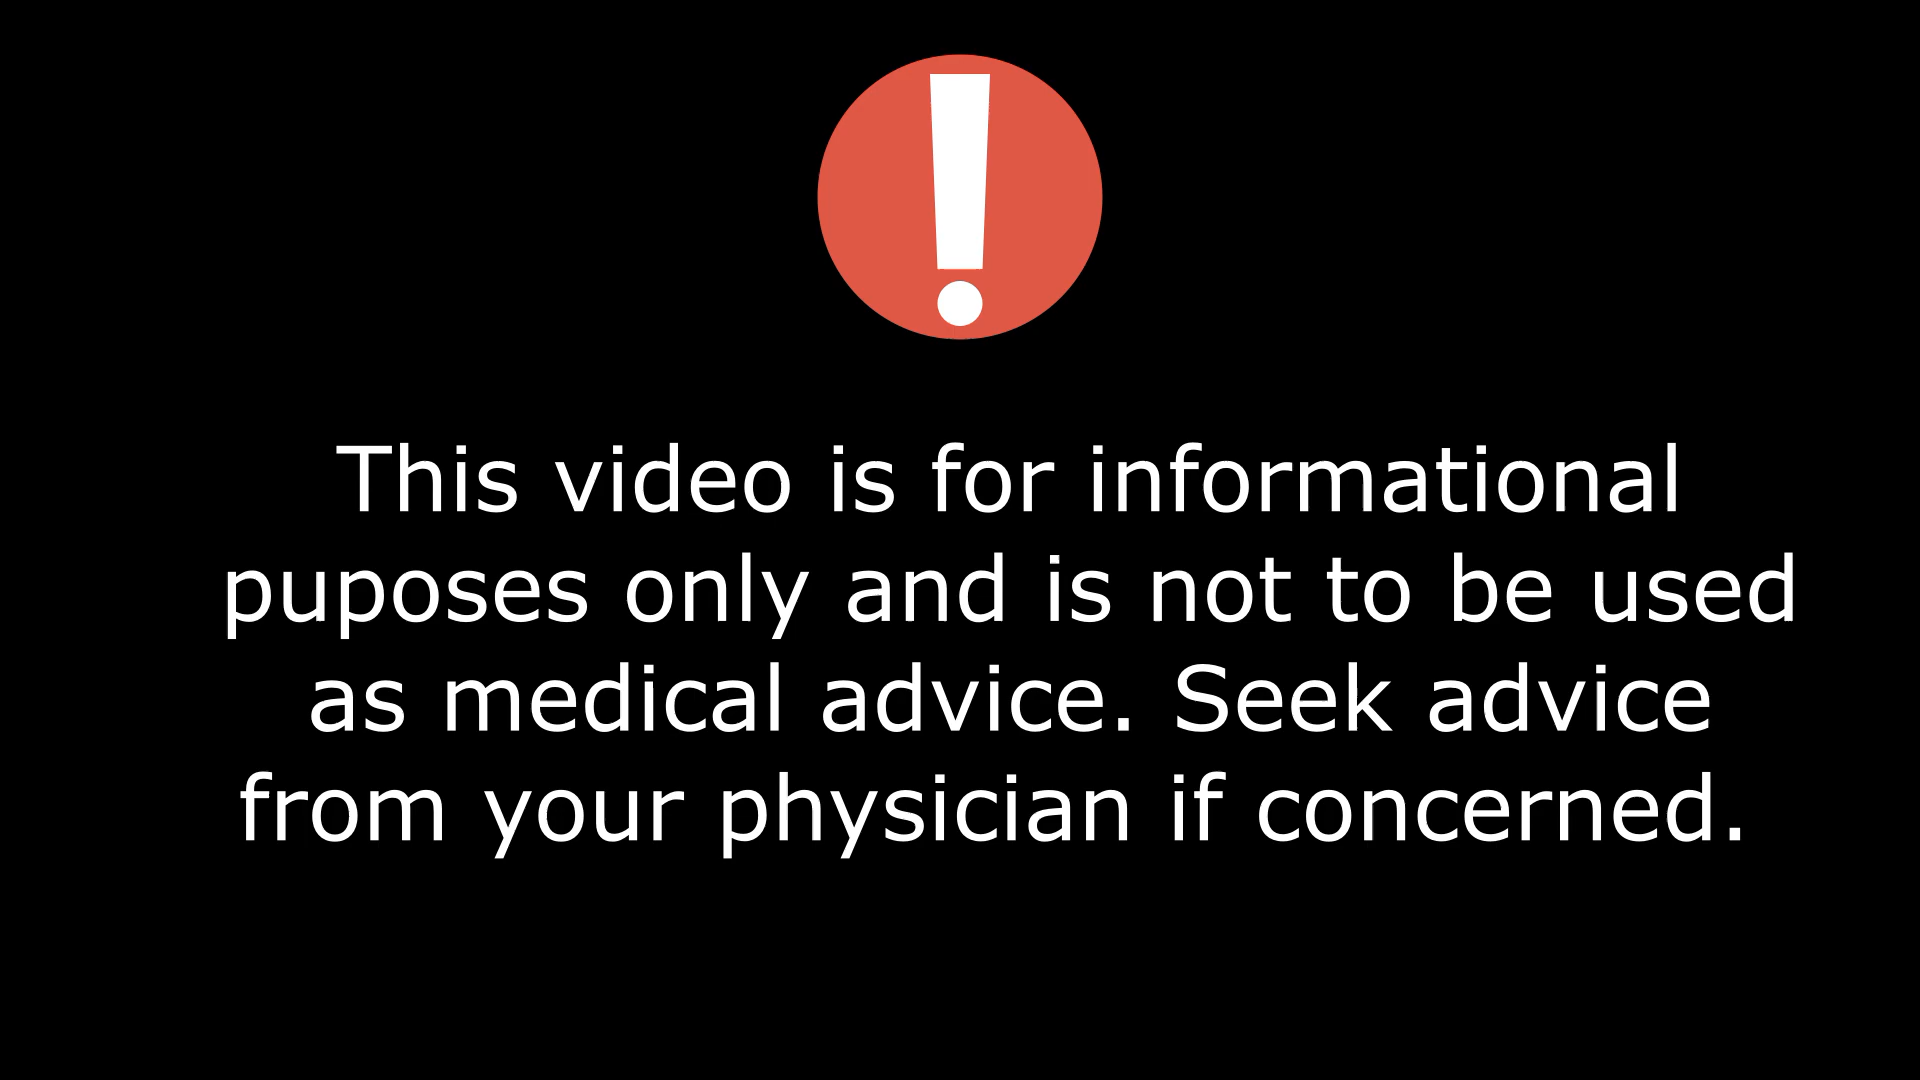 This video is for informational
puposes only and is not to be used
as medical advice. Seek advice
from your physician if concerned.